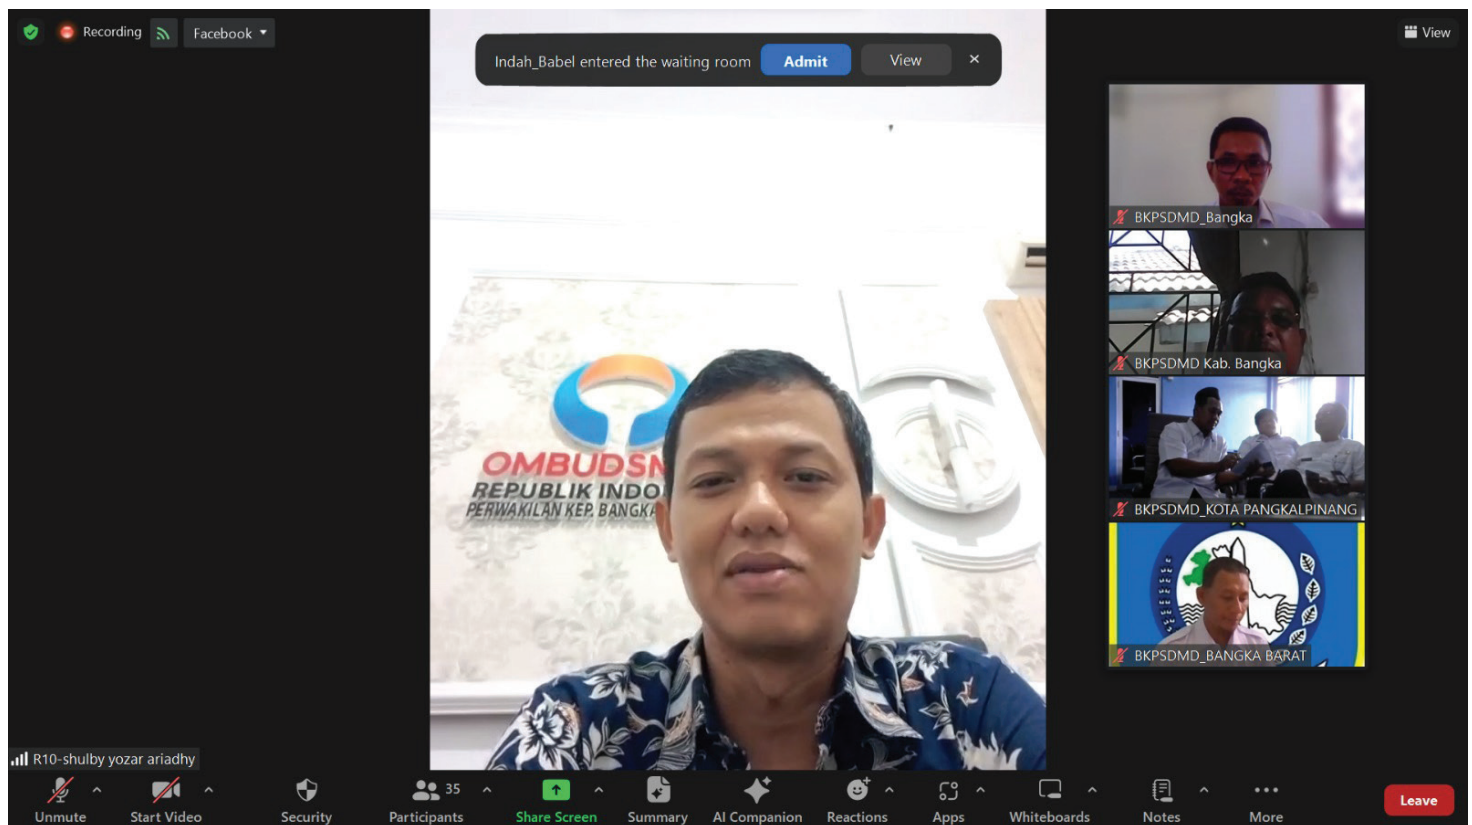 Recording
Facebook
View
Indah_Babel entered the waiting room
Admit
View
OMBUDSM
REPUBLIK INDO
PERWAKILAN KEP. BANGKA
BKPSDMD_Bangka
BKPSDMD Kab. Bangka
BKPSDMD_KOTA PANGKALPINANG
BKPSDMD_BANGKA BARAT
R10-shulby yozar ariadhy
Unmute
Start Video
Security
35
Participants
Share Screen
Summary
AI Companion
Reactions
Apps
Whiteboards
Notes
More
Leave